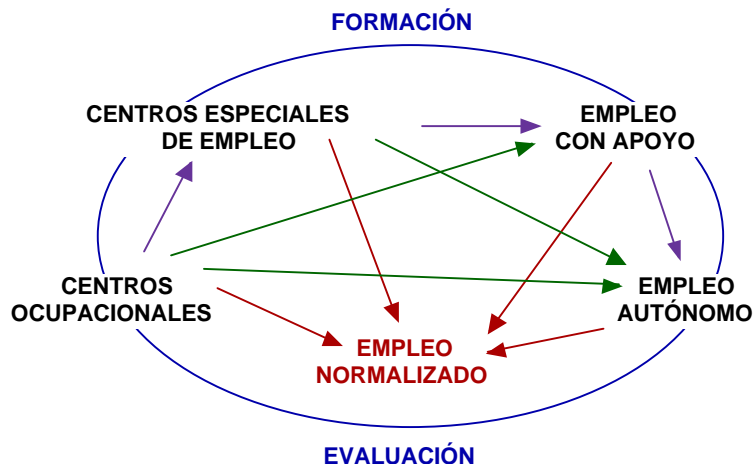 FORMACIÓN
CENTROS ESPECIALES
DE EMPLEO
EMPLEO
CON APOYO
CENTROS
OCUPACIONALES
EMPLEO
AUTÓNOMO
EMPLEO
NORMALIZADO
EVALUACIÓN